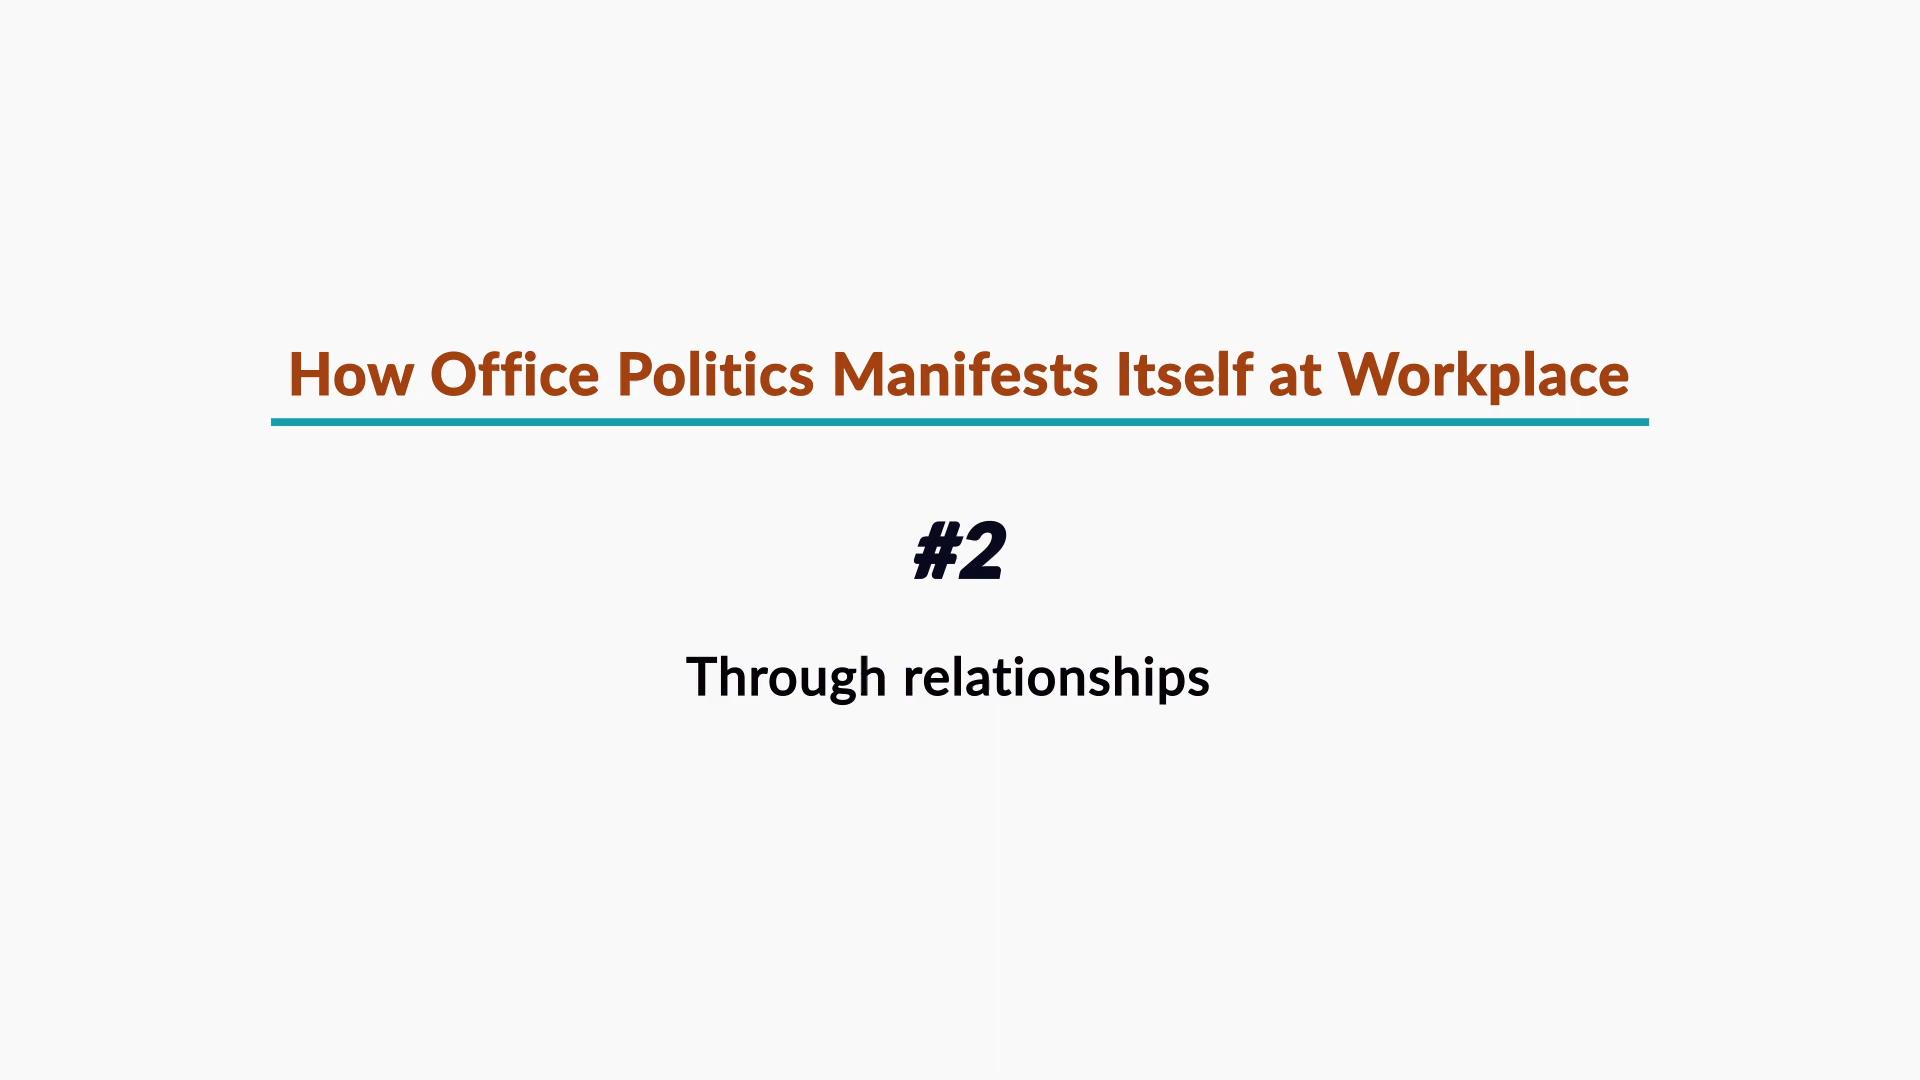 How Office Politics Manifests Itself at Workplace
#2
Through relationships